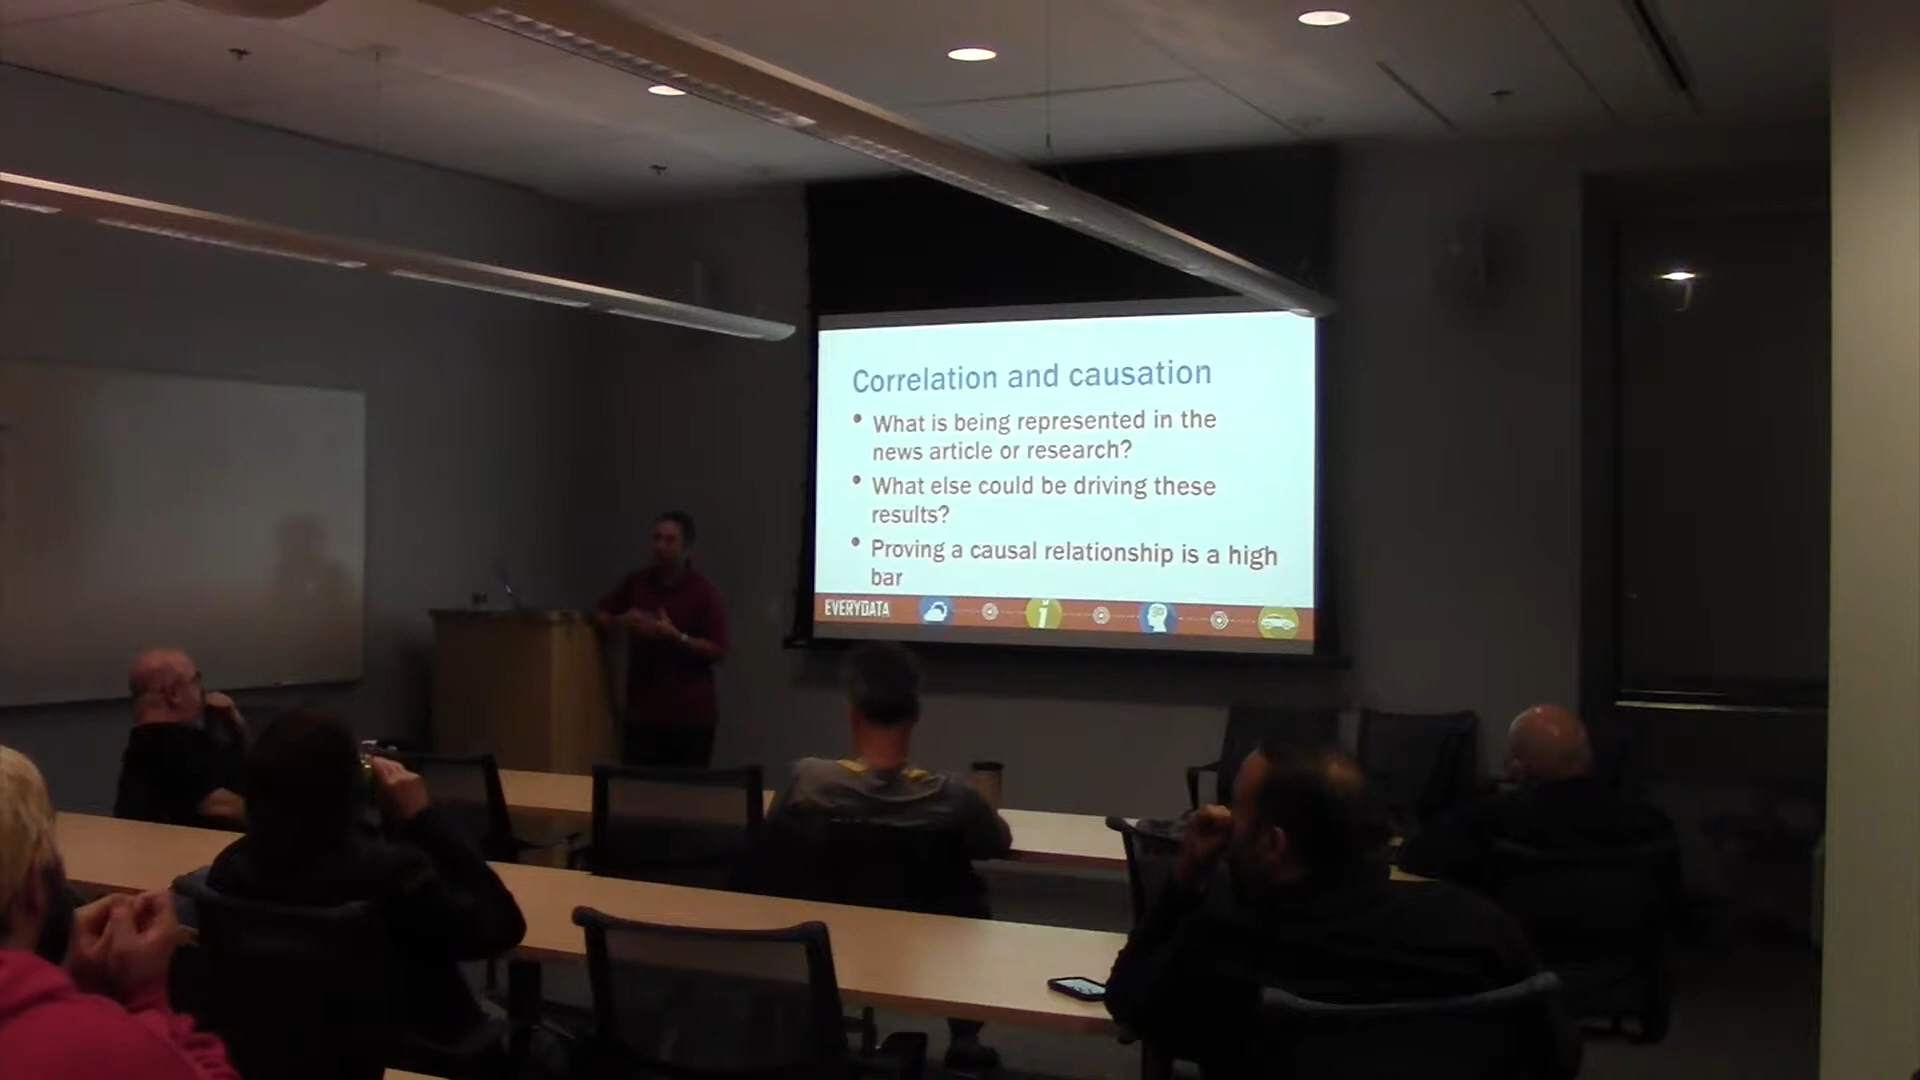 Correlation and causation
• What is being represented in the
news article or research?
• What else could be driving these
results?
• Proving a causal relationship is a high
bar
EVERYDATA